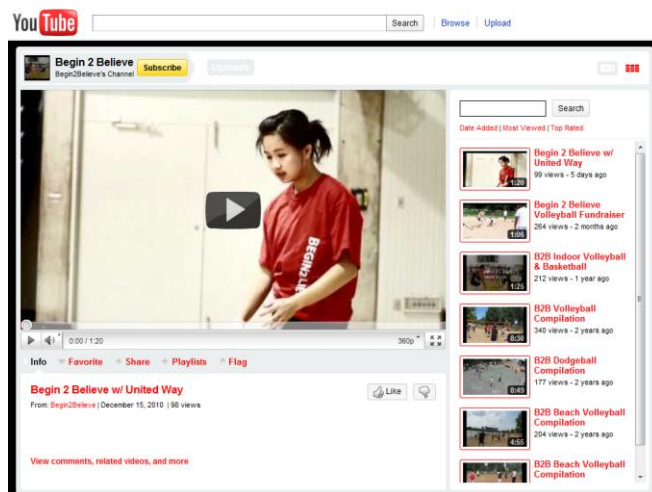 YouTube
Search
Browse | Upload
Begin 2 Believe
Begin2Believe's Channel
Subscribe
Uploads
BEGIN2
0:00 / 1:20
360p
Info Favorite Share Playlists Flag
Begin 2 Believe w/ United Way
From: Begin2Believe | December 15, 2010 | 98 views
Like
View comments, related videos, and more
Search
Date Added | Most Viewed | Top Rated
1:20
Begin 2 Believe w/
United Way
99 views - 5 days ago
1:06
Begin 2 Believe
Volleyball Fundraiser
264 views - 2 months ago
1:25
B2B Indoor Volleyball
& Basketball
212 views - 1 year ago
8:38
B2B Volleyball
Compilation
340 views - 2 years ago
8:49
B2B Dodgeball
Compilation
177 views - 2 years ago
4:55
B2B Beach Volleyball
Compilation
204 views - 2 years ago
B2B Beach Volleyball
Compilation